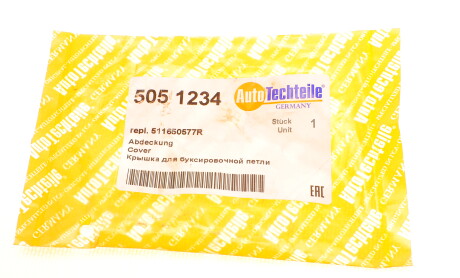 505 1234
AutoTechteile
GERMANY
repl. 511650577R
Stück
Unit
1
Abdeckung
Cover
Крышка для буксировочной петли
EAC